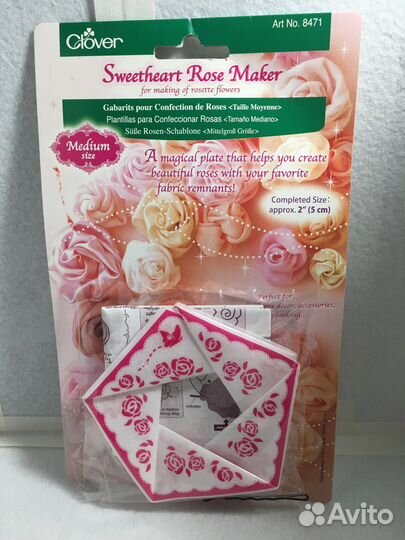 Art No. 8471
Clover
Sweetheart Rose Maker
for making of rosette flowers
Gabarits pour Confection de Roses <Taille Moyenne>
Plantillas para Confeccionar Rosas <Tamaño Mediano>
Süße Rosen-Schablone <Mittelgroß Größe>
Medium
size
A magical plate that helps you create
beautiful roses with your favorite
fabric remnants!
Completed Size:
approx. 2" (5 cm)
Perfect for
décor, accessories,
Avito